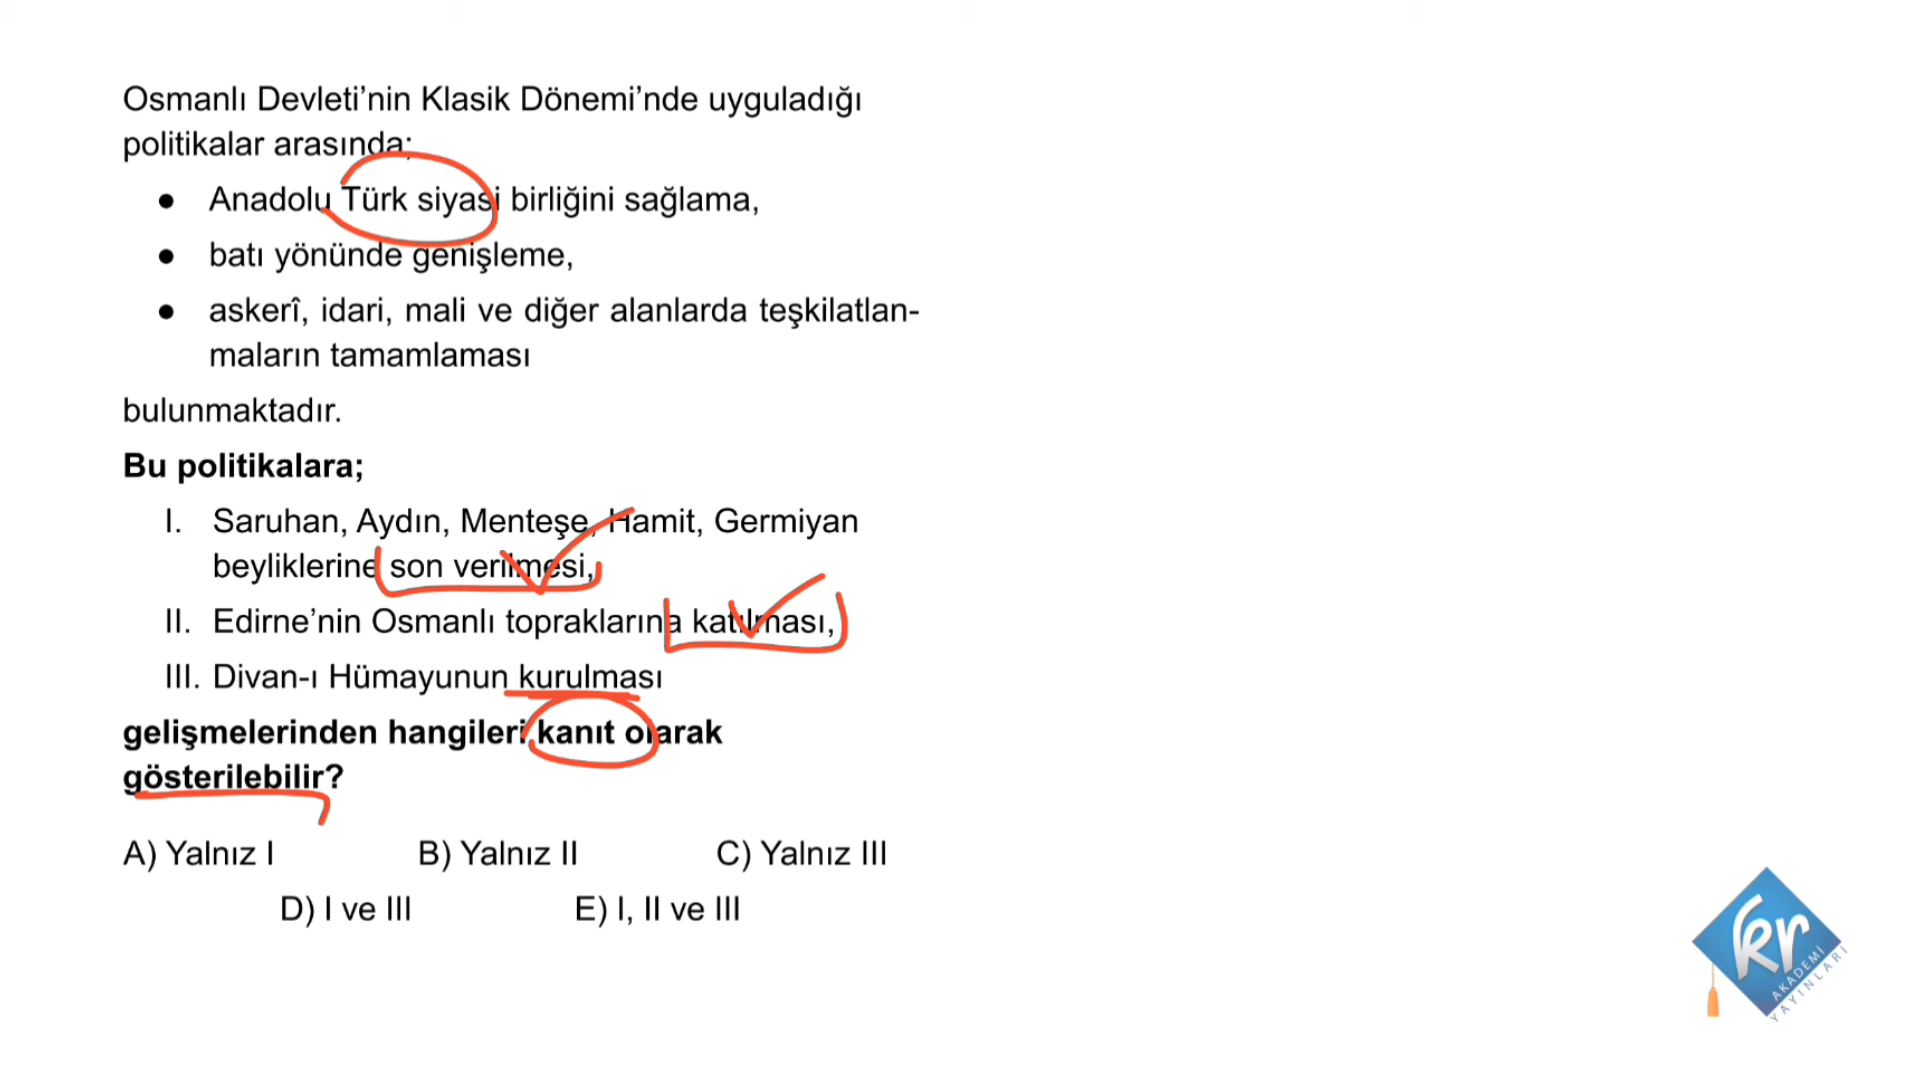 Osmanlı Devleti’nin Klasik Dönemi’nde uyguladığı
politikalar arasında;
● Anadolu Türk siyasi birliğini sağlama,
● batı yönünde genişleme,
● askerî, idari, mali ve diğer alanlarda teşkilatlan-
maların tamamlaması
bulunmaktadır.
Bu politikalara;
I. Saruhan, Aydın, Menteşe, Hamit, Germiyan
beyliklerine son verilmesi,
II. Edirne’nin Osmanlı topraklarına katılması,
III. Divan-ı Hümayunun kurulması
gelişmelerinden hangileri kanıt olarak
gösterilebilir?
A) Yalnız I B) Yalnız II C) Yalnız III
D) I ve III E) I, II ve III
kr
AKADEMİ
YAYINLARI